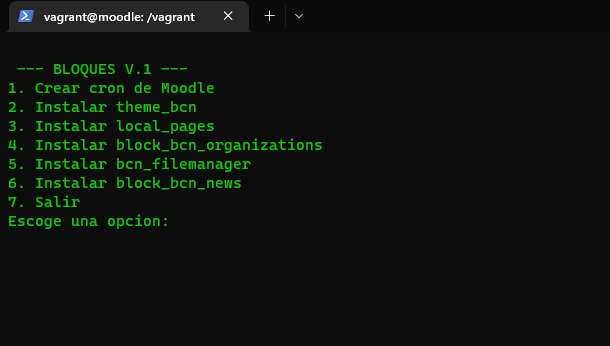 vagrant@moodle: /vagrant
--- BLOQUES V.1 ---
1. Crear cron de Moodle
2. Instalar theme_bcn
3. Instalar local_pages
4. Instalar block_bcn_organizations
5. Instalar bcn_filemanager
6. Instalar block_bcn_news
7. Salir
Escoge una opcion: